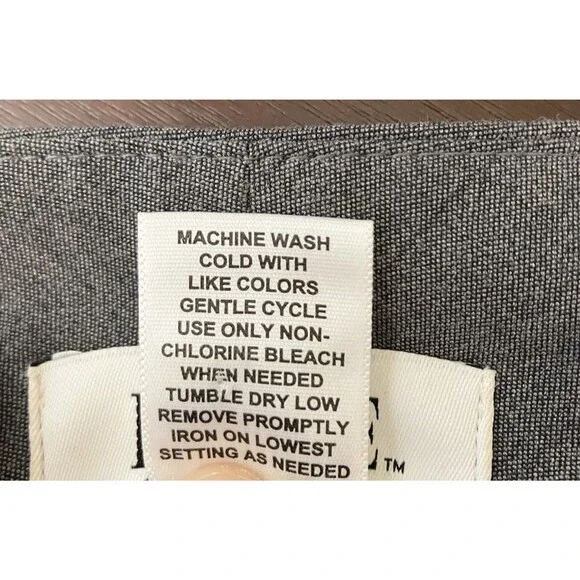 MACHINE WASH
COLD WITH
LIKE COLORS
GENTLE CYCLE
USE ONLY NON-
CHLORINE BLEACH
WHEN NEEDED
TUMBLE DRY LOW
REMOVE PROMPTLY
IRON ON LOWEST
SETTING AS NEEDED
TM